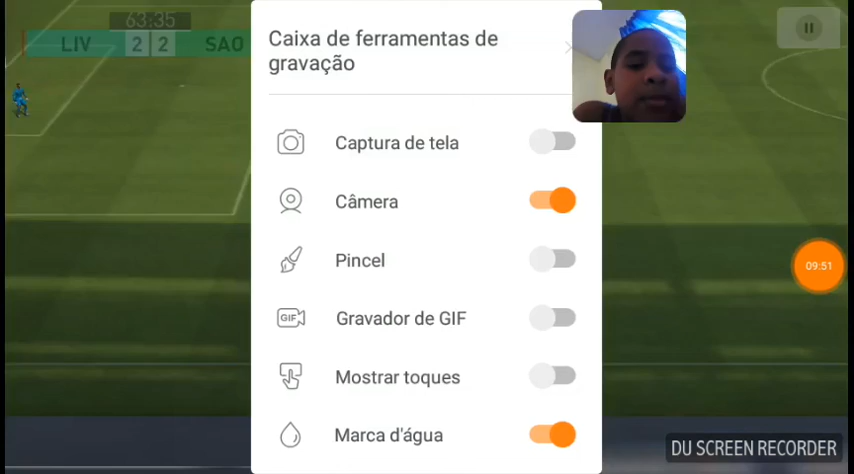 63:35
LIV 2 2 SAO
Caixa de ferramentas de
gravação
Captura de tela
Câmera
Pincel
GIF
Gravador de GIF
Mostrar toques
Marca d'água
09:51
DU SCREEN RECORDER